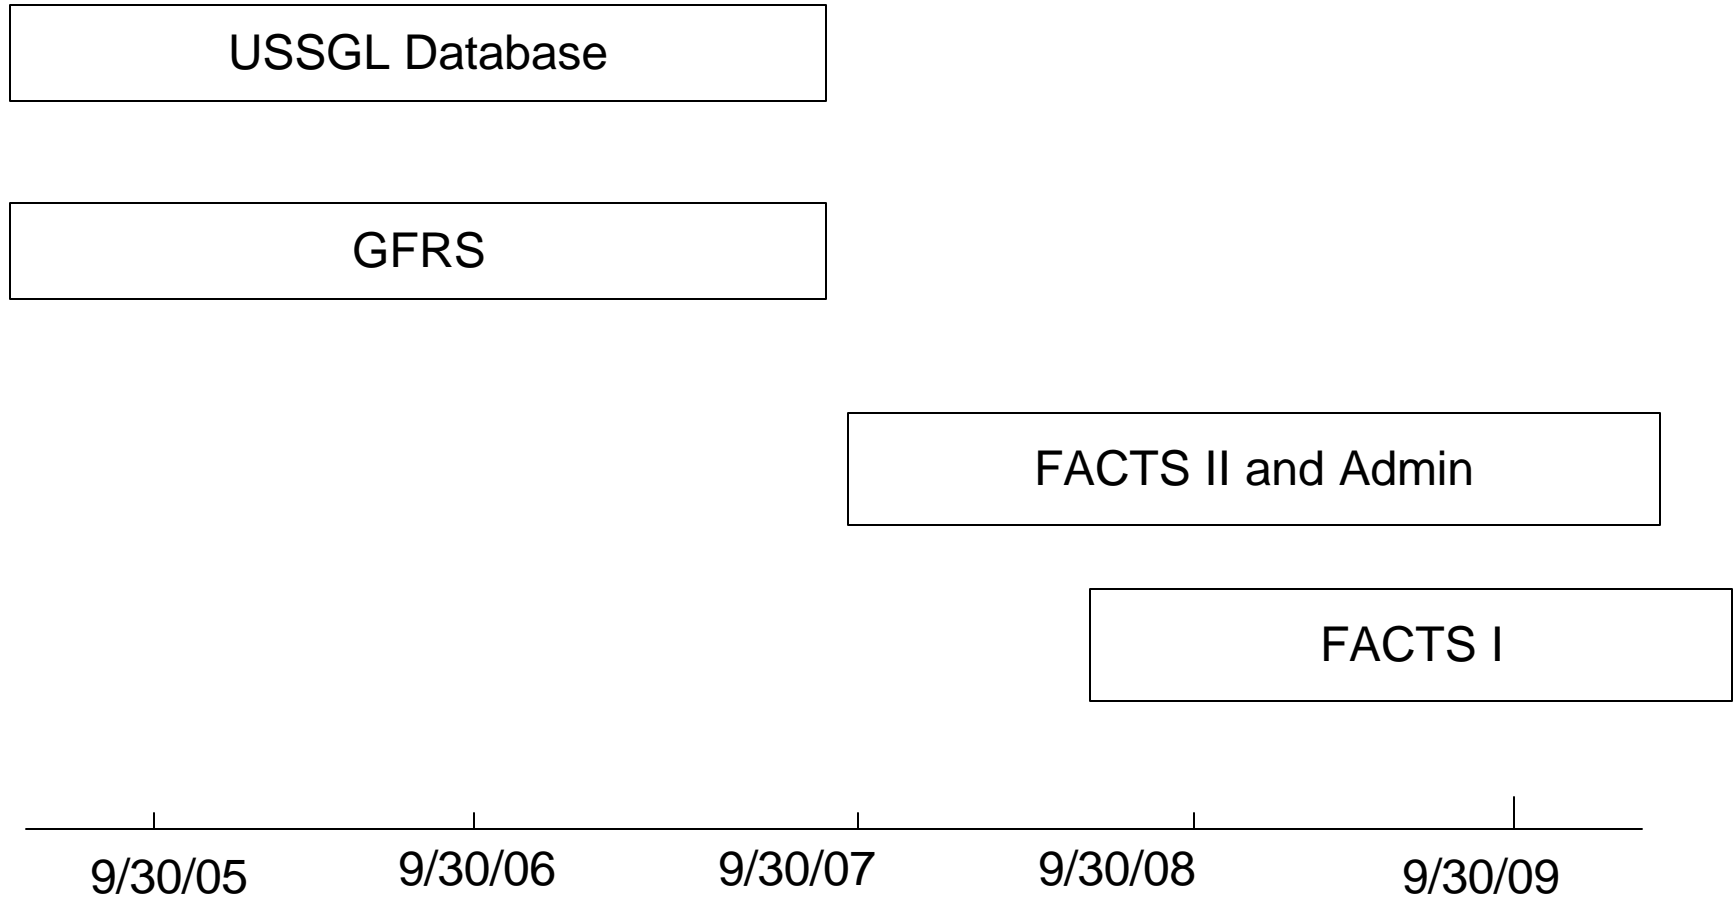 USSGL Database
GFRS
FACTS II and Admin
FACTS I
9/30/05 9/30/06 9/30/07 9/30/08 9/30/09